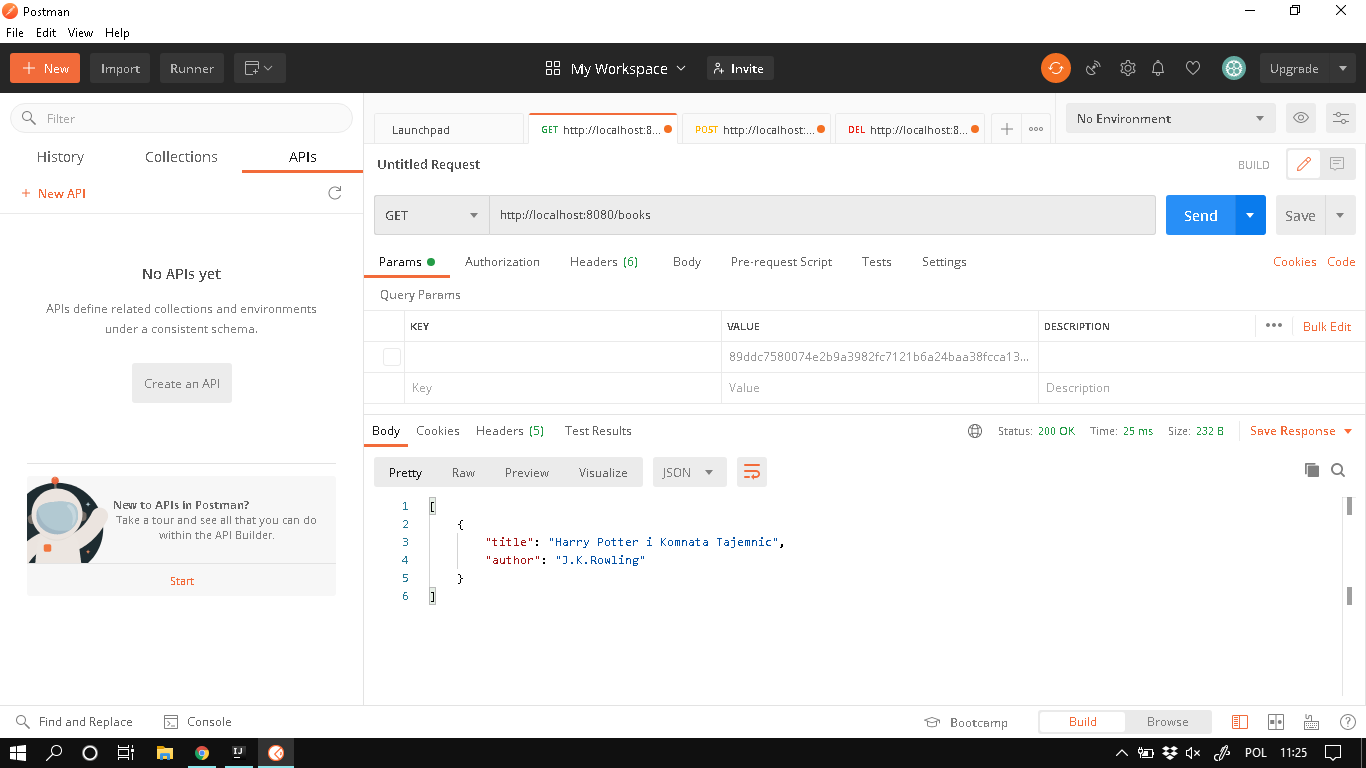 Postman
File Edit View Help
New Import Runner My Workspace Invite Upgrade
Filter
History Collections APIs
+ New API
No APIs yet
APIs define related collections and environments
under a consistent schema.
Create an API
New to APIs in Postman?
Take a tour and see all that you can do
within the API Builder.
Start
Launchpad GET http://localhost:8... POST http://localhost:... DEL http://localhost:8... + ooo No Environment
Untitled Request BUILD
GET http://localhost:8080/books Send Save
Params Authorization Headers (6) Body Pre-request Script Tests Settings Cookies Code
Query Params
KEY VALUE DESCRIPTION ••• Bulk Edit
89ddc7580074e2b9a3982fc7121b6a24baa38fcca13...
Key Value Description
Body Cookies Headers (5) Test Results Status: 200 OK Time: 25 ms Size: 232 B Save Response
Pretty Raw Preview Visualize JSON
1 [
2 {
3 "title": "Harry Potter i Komnata Tajemnic",
4 "author": "J.K.Rowling"
5 }
6 ]
Find and Replace Console Bootcamp Build Browse
IJ POL 11:25